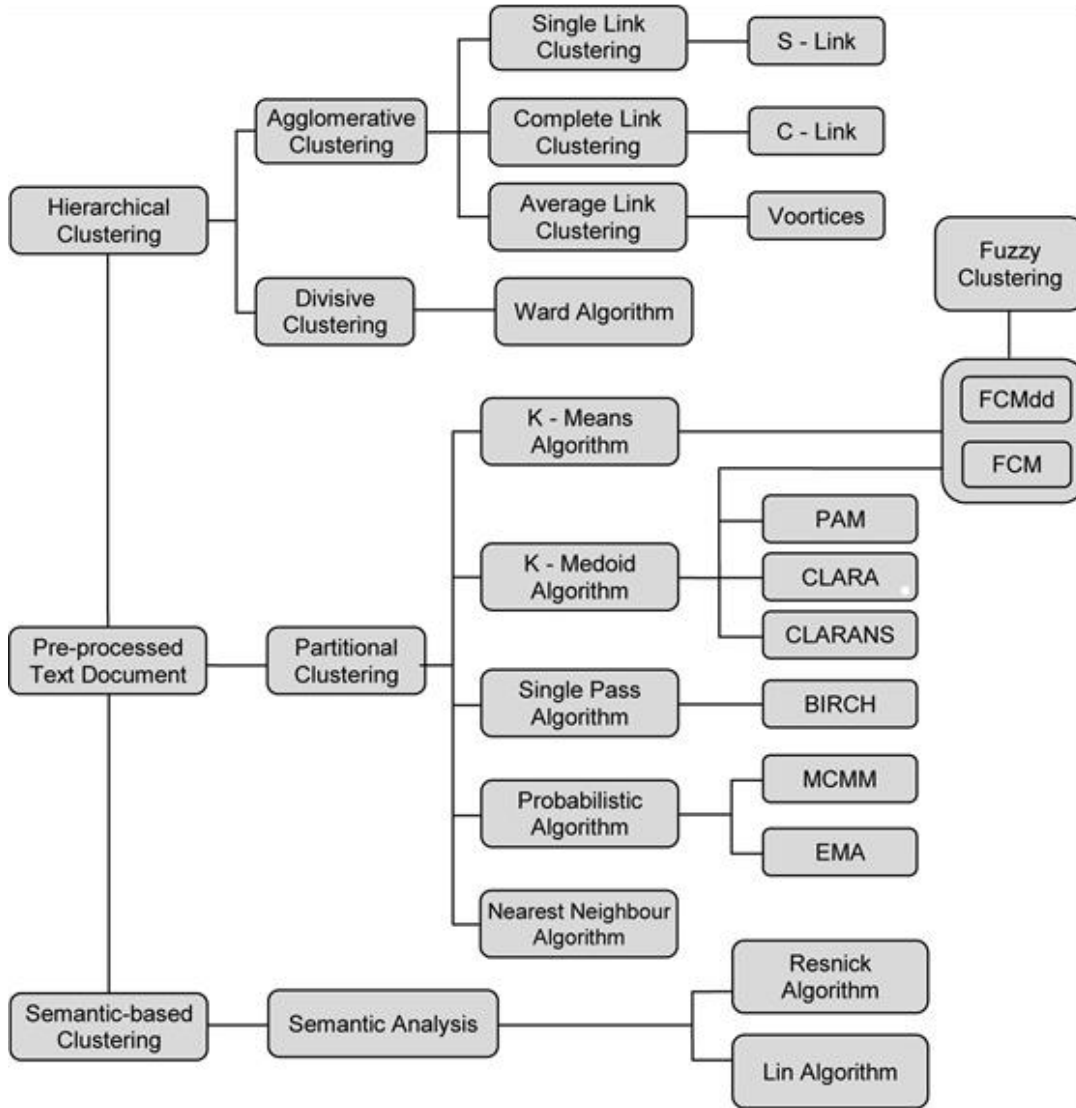 Single Link
Clustering
S - Link
Agglomerative
Clustering
Complete Link
Clustering
C - Link
Hierarchical
Clustering
Average Link
Clustering
Voortices
Fuzzy
Clustering
Divisive
Clustering
Ward Algorithm
FCMdd
K - Means
Algorithm
FCM
PAM
K - Medoid
Algorithm
CLARA
CLARANS
Pre-processed
Text Document
Partitional
Clustering
Single Pass
Algorithm
BIRCH
MCMM
Probabilistic
Algorithm
EMA
Nearest Neighbour
Algorithm
Resnick
Algorithm
Semantic-based
Clustering
Semantic Analysis
Lin Algorithm